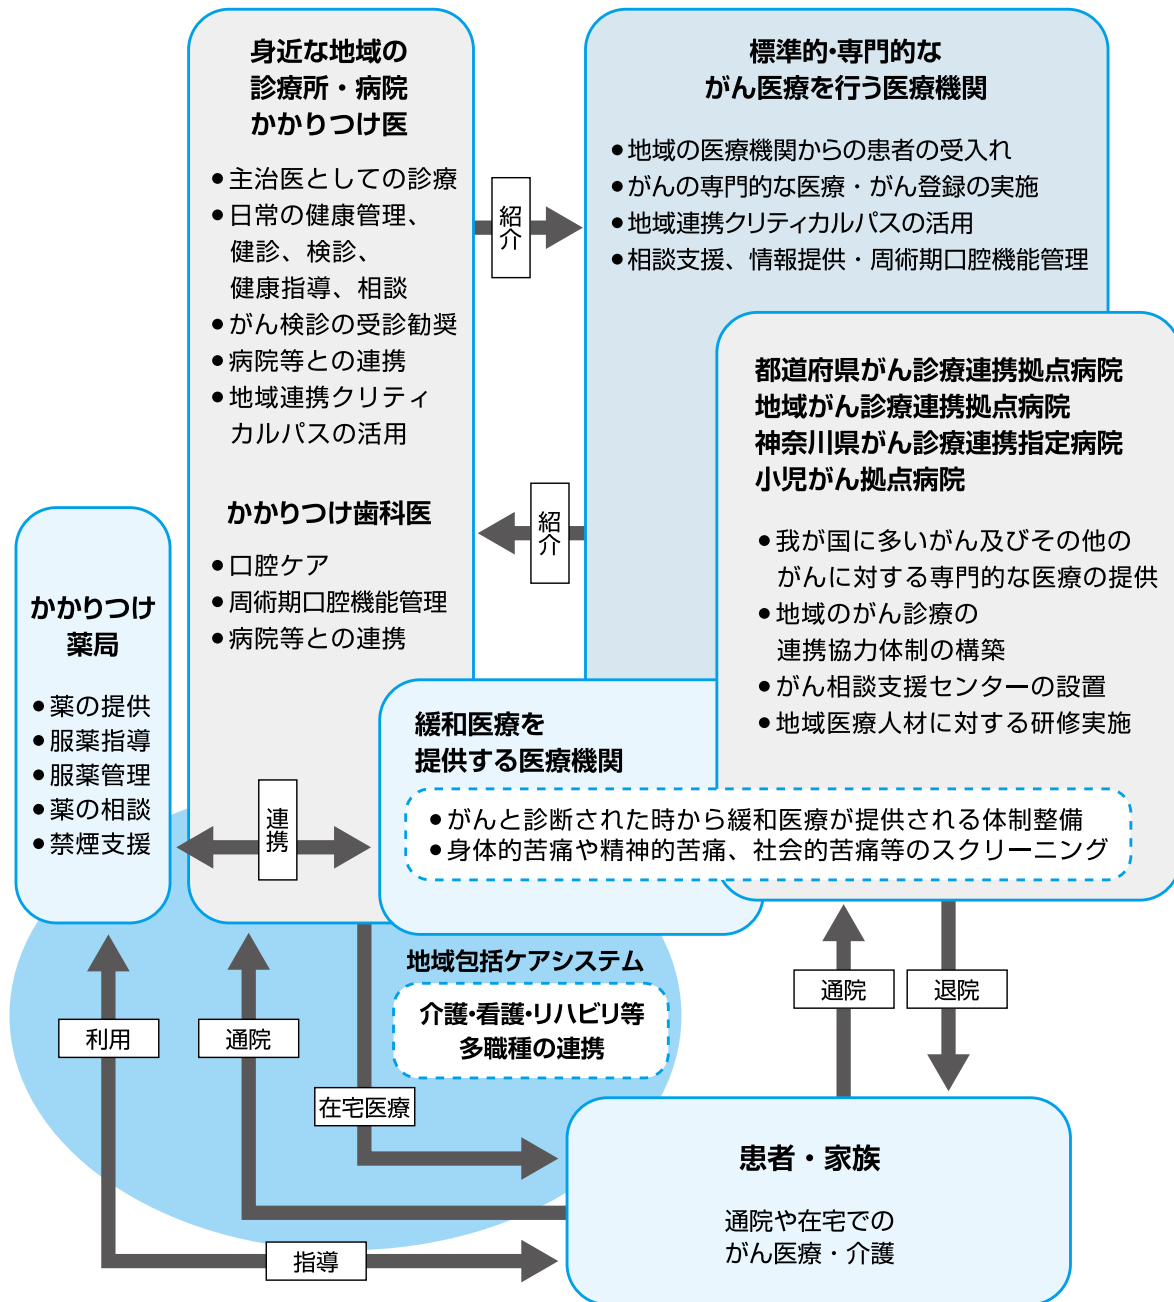 身近な地域の
診療所・病院
かかりつけ医
●主治医としての診療
●日常の健康管理、
健診、検診、
健康指導、相談
●がん検診の受診勧奨
●病院等との連携
●地域連携クリティ
カルパスの活用
かかりつけ歯科医
●口腔ケア
●周術期口腔機能管理
●病院等との連携
紹介
紹介
標準的・専門的な
がん医療を行う医療機関
●地域の医療機関からの患者の受入れ
●がんの専門的な医療・がん登録の実施
●地域連携クリティカルパスの活用
●相談支援、情報提供・周術期口腔機能管理
都道府県がん診療連携拠点病院
地域がん診療連携拠点病院
神奈川県がん診療連携指定病院
小児がん拠点病院
●我が国に多いがん及びその他の
がんに対する専門的な医療の提供
●地域のがん診療の
連携協力体制の構築
●がん相談支援センターの設置
●地域医療人材に対する研修実施
かかりつけ
薬局
●薬の提供
●服薬指導
●服薬管理
●薬の相談
●禁煙支援
連携
緩和医療を
提供する医療機関
●がんと診断された時から緩和医療が提供される体制整備
●身体的苦痛や精神的苦痛、社会的苦痛等のスクリーニング
地域包括ケアシステム
介護・看護・リハビリ等
多職種の連携
利用
通院
在宅医療
通院
退院
指導
患者・家族
通院や在宅での
がん医療・介護